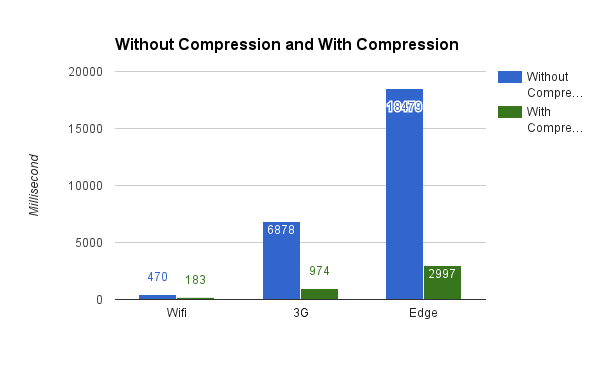 Without Compression and With Compression
20000
15000
10000
5000
0
Millisecond
470
183
6878
974
18479
2997
Wifi
3G
Edge
Without
Compre...
With
Compre...